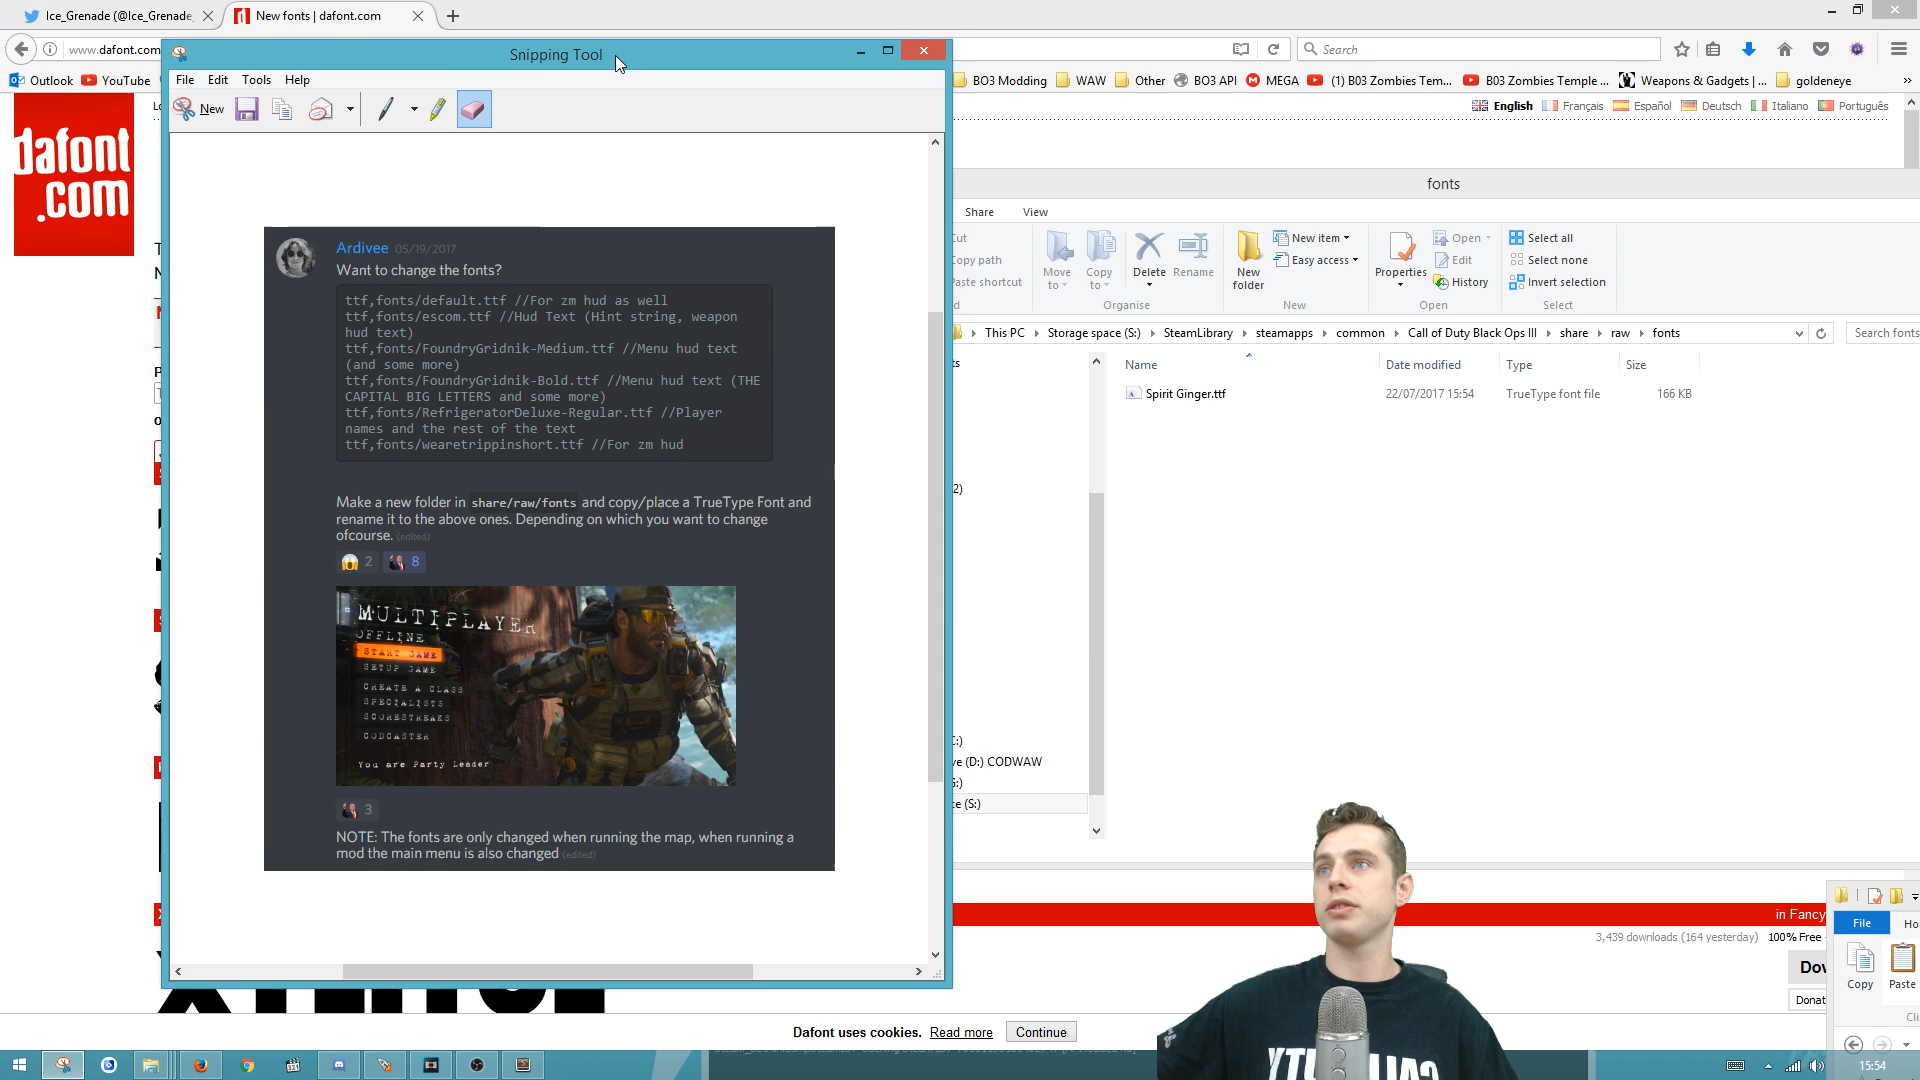 Ice_Grenade (@Ice_Grenade_
New fonts | dafont.com
www.dafont.com
Search
Outlook
YouTube
BO3 Modding
WAW
Other
BO3 API
MEGA
(1) B03 Zombies Tem...
B03 Zombies Temple ...
Weapons & Gadgets | ...
goldeneye
English
Français
Español
Deutsch
Italiano
Português
dafont
.com
Snipping Tool
File
Edit
Tools
Help
New
Ardivee 05/19/2017
Want to change the fonts?
ttf,fonts/default.ttf //For zm hud as well
ttf,fonts/escom.ttf //Hud Text (Hint string, weapon
hud text)
ttf,fonts/FoundryGridnik-Medium.ttf //Menu hud text
(and some more)
ttf,fonts/FoundryGridnik-Bold.ttf //Menu hud text (THE
CAPITAL BIG LETTERS and some more)
ttf,fonts/RefrigeratorDeluxe-Regular.ttf //Player
names and the rest of the text
ttf,fonts/wearetrippinshort.ttf //For zm hud
Make a new folder in share/raw/fonts and copy/place a TrueType Font and
rename it to the above ones. Depending on which you want to change
ofcourse. (edited)
2
8
MULTIPLAYER
OFFLINE
START GAME
SETUP GAME
CREATE A CLASS
SPECIALISTS
SCORESTREAKS
CODCASTER
You are Party Leader
3
NOTE: The fonts are only changed when running the map, when running a
mod the main menu is also changed (edited)
fonts
Share
View
Cut
Copy path
Paste shortcut
Move
to
Copy
to
Delete
Rename
Organise
New
folder
New item
Easy access
New
Properties
Open
Edit
History
Open
Select all
Select none
Invert selection
Select
This PC
Storage space (S:)
SteamLibrary
steamapps
common
Call of Duty Black Ops III
share
raw
fonts
Search fonts
Name
Date modified
Type
Size
Spirit Ginger.ttf
22/07/2017 15:54
TrueType font file
166 KB
2)
C:)
ve (D:) CODWAW
G:)
ce (S:)
in Fancy
3,439 downloads (164 yesterday)
100% Free
Dow
Donat
File
Ho
Copy
Paste
Cli
Dafont uses cookies.
Read more
Continue
15:54